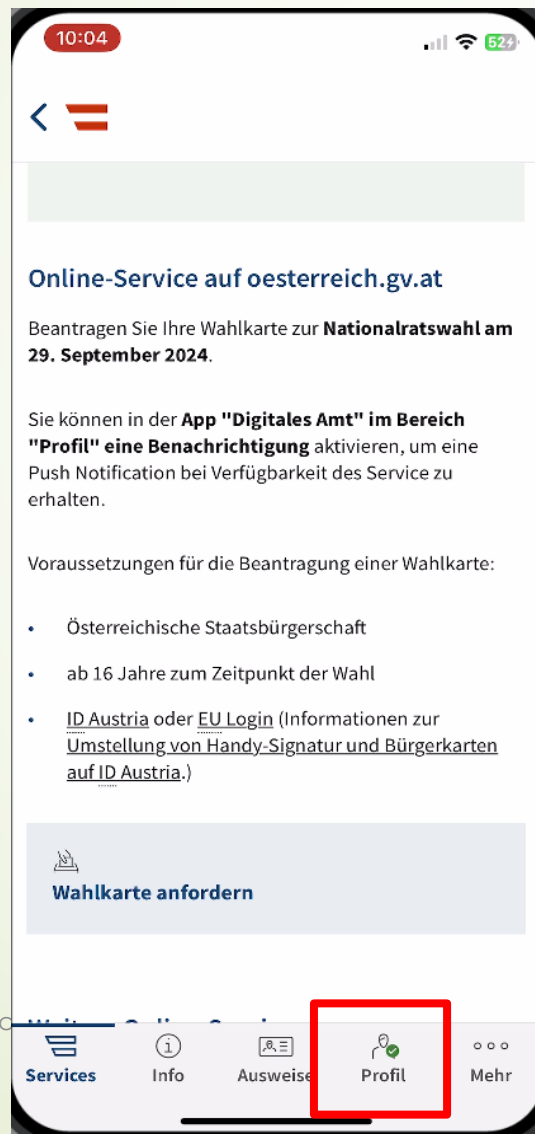 10:04
52
Online-Service auf oesterreich.gv.at
Beantragen Sie Ihre Wahlkarte zur Nationalratswahl am
29. September 2024.
Sie können in der App "Digitales Amt" im Bereich
"Profil" eine Benachrichtigung aktivieren, um eine
Push Notification bei Verfügbarkeit des Service zu
erhalten.
Voraussetzungen für die Beantragung einer Wahlkarte:
• Österreichische Staatsbürgerschaft
• ab 16 Jahre zum Zeitpunkt der Wahl
• ID Austria oder EU Login (Informationen zur
Umstellung von Handy-Signatur und Bürgerkarten
auf ID Austria.)
Wahlkarte anfordern
Services Info Ausweise Profil Mehr